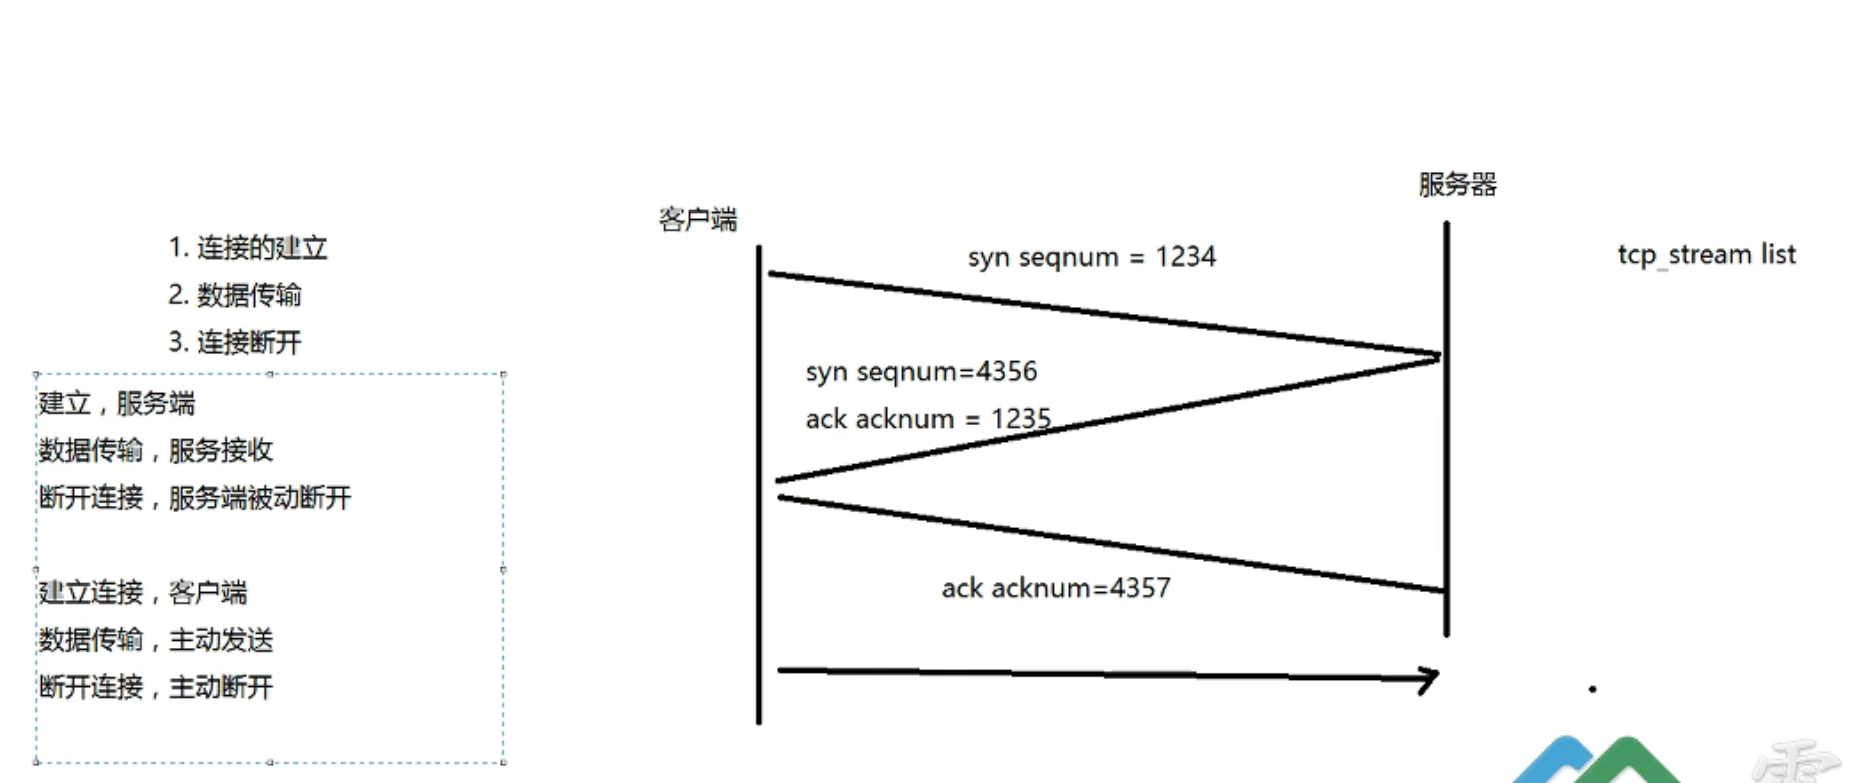 1. 连接的建立
2. 数据传输
3. 连接断开
建立，服务端
数据传输，服务接收
断开连接，服务端被动断开
建立连接，客户端
数据传输，主动发送
断开连接，主动断开
客户端
服务器
syn seqnum = 1234
syn seqnum=4356
ack acknum = 1235
ack acknum=4357
tcp_stream list